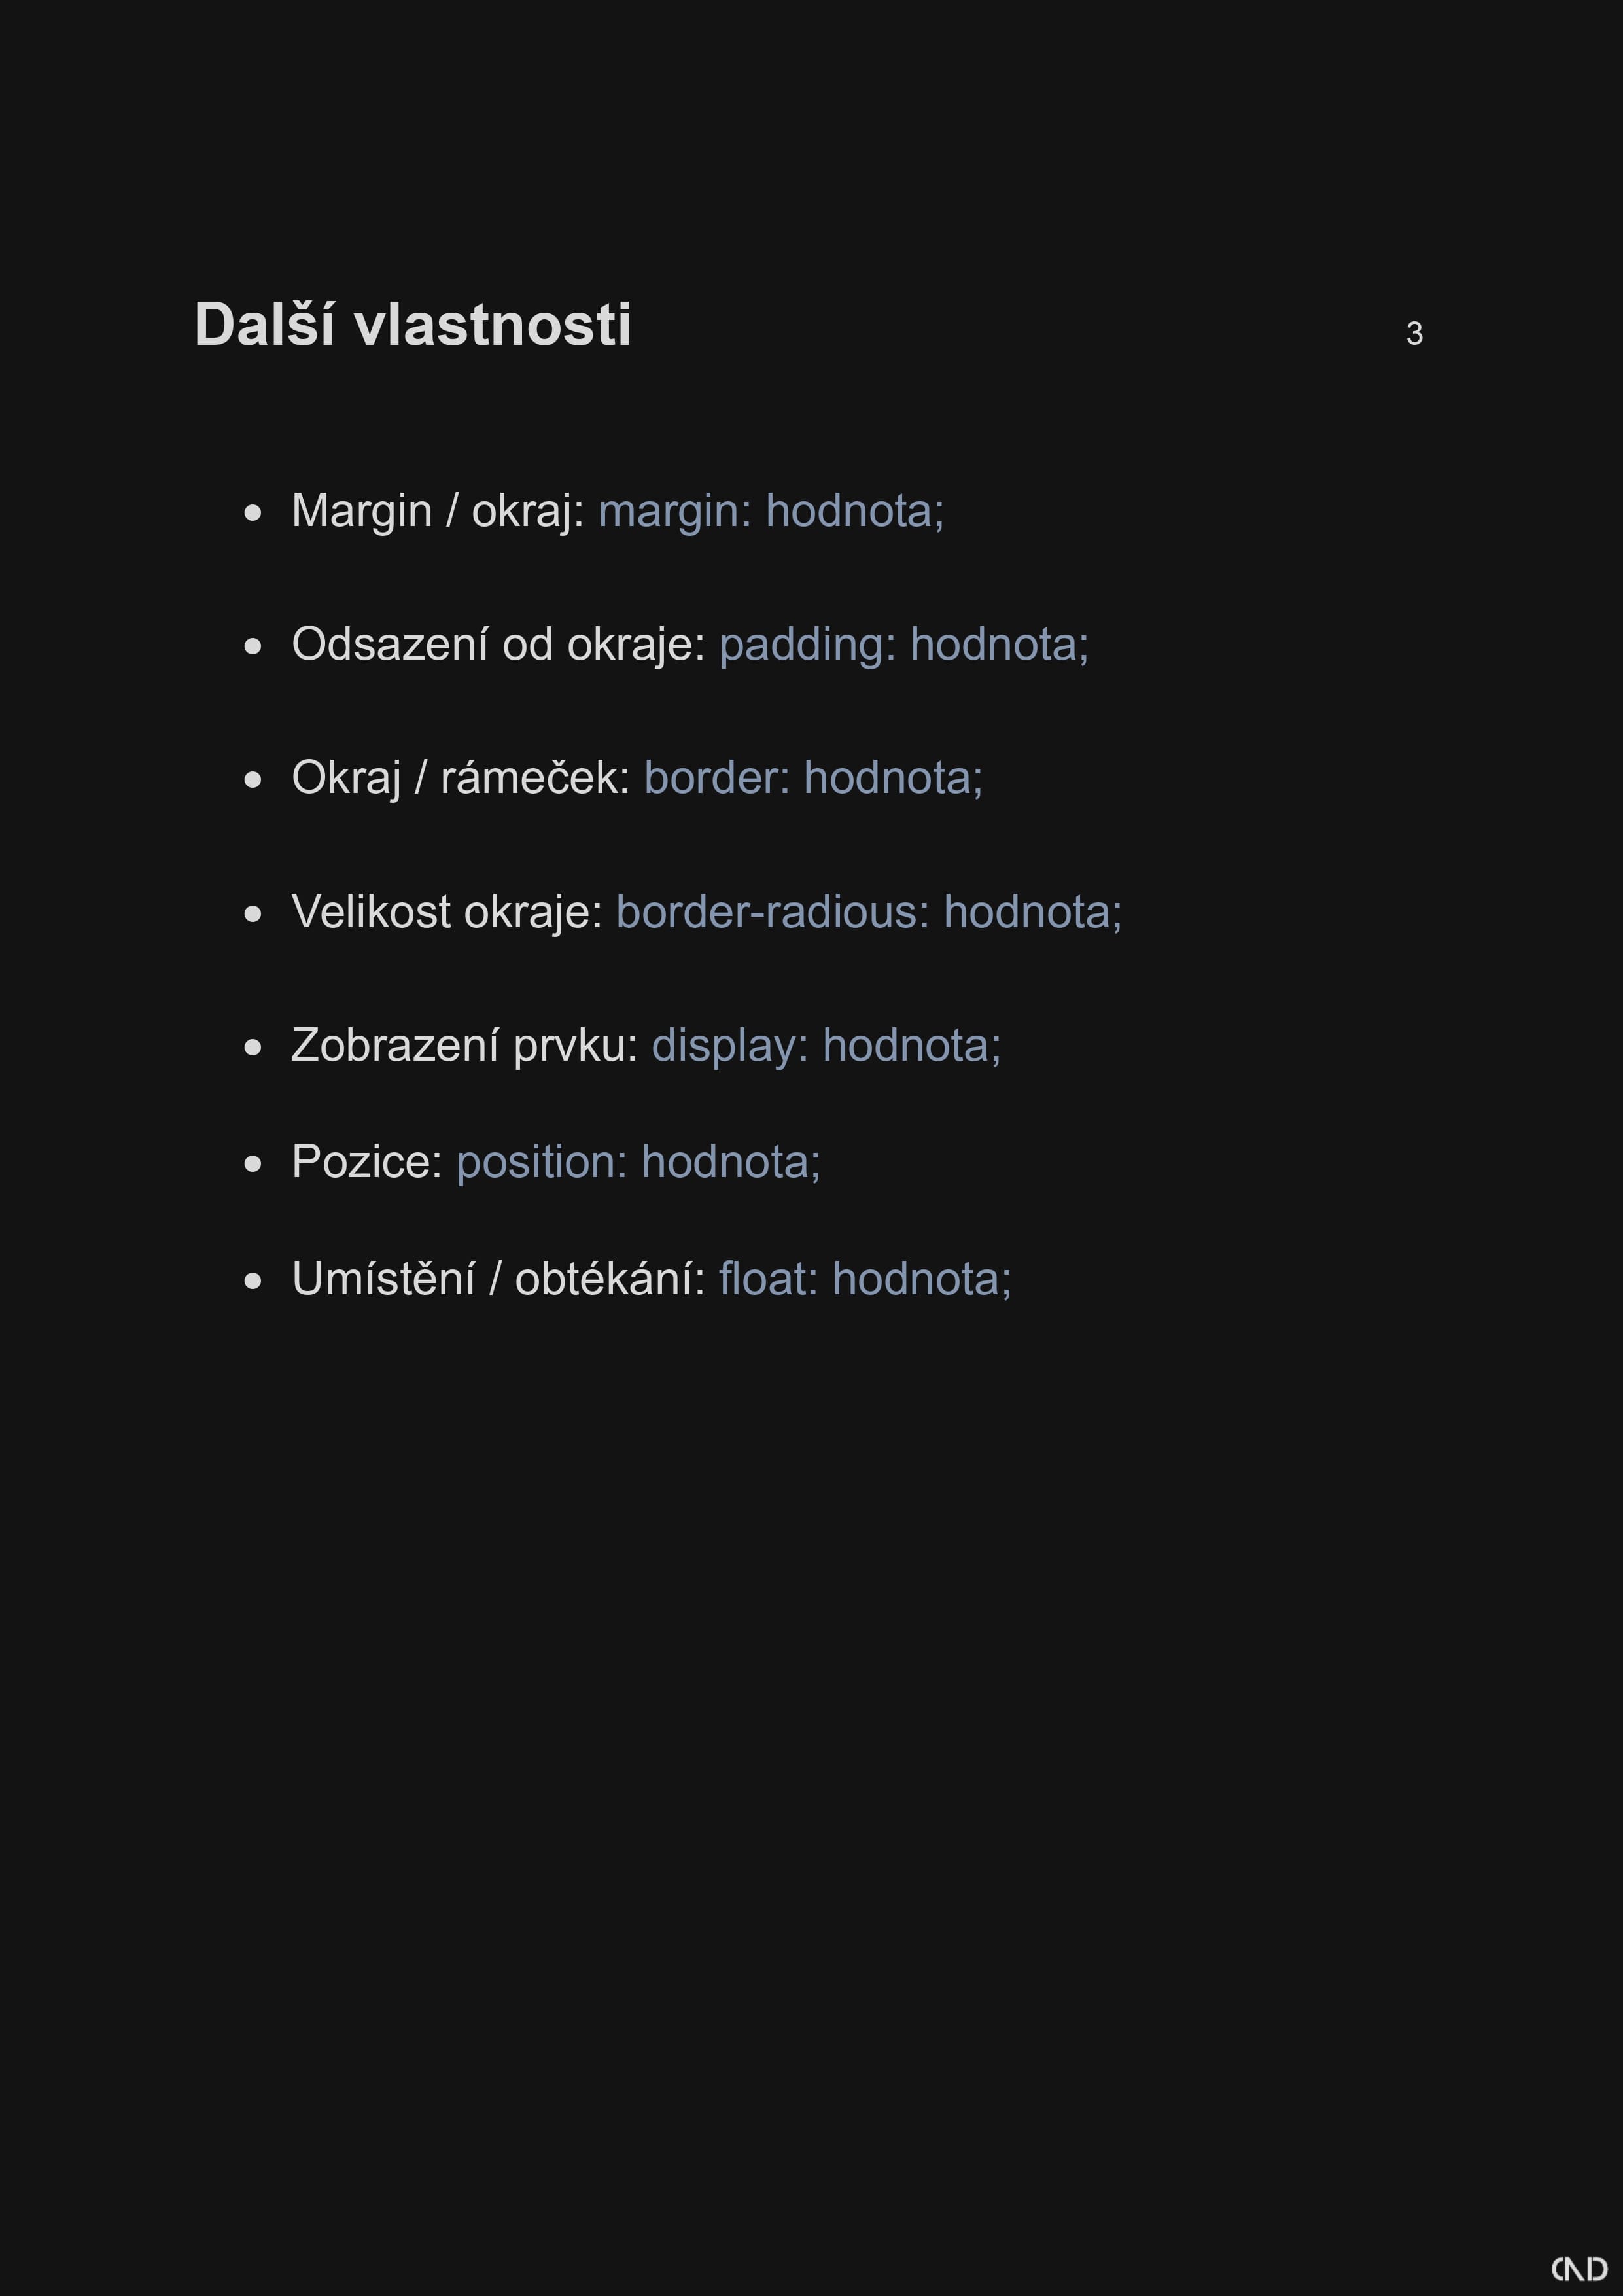 Další vlastnosti 3
• Margin / okraj: margin: hodnota;
• Odsazení od okraje: padding: hodnota;
• Okraj / rámeček: border: hodnota;
• Velikost okraje: border-radious: hodnota;
• Zobrazení prvku: display: hodnota;
• Pozice: position: hodnota;
• Umístění / obtékání: float: hodnota;
CND